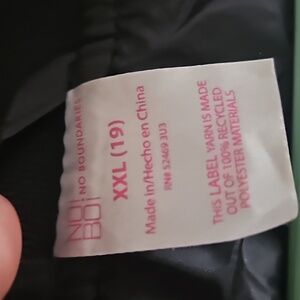 NO!
BO!
NO BOUNDARIES
XXL (19)
Made in/Hecho en China
RN# 52469 3U3
THIS LABEL YARN IS MADE
OUT OF 100% RECYCLED
POLYESTER MATERIALS